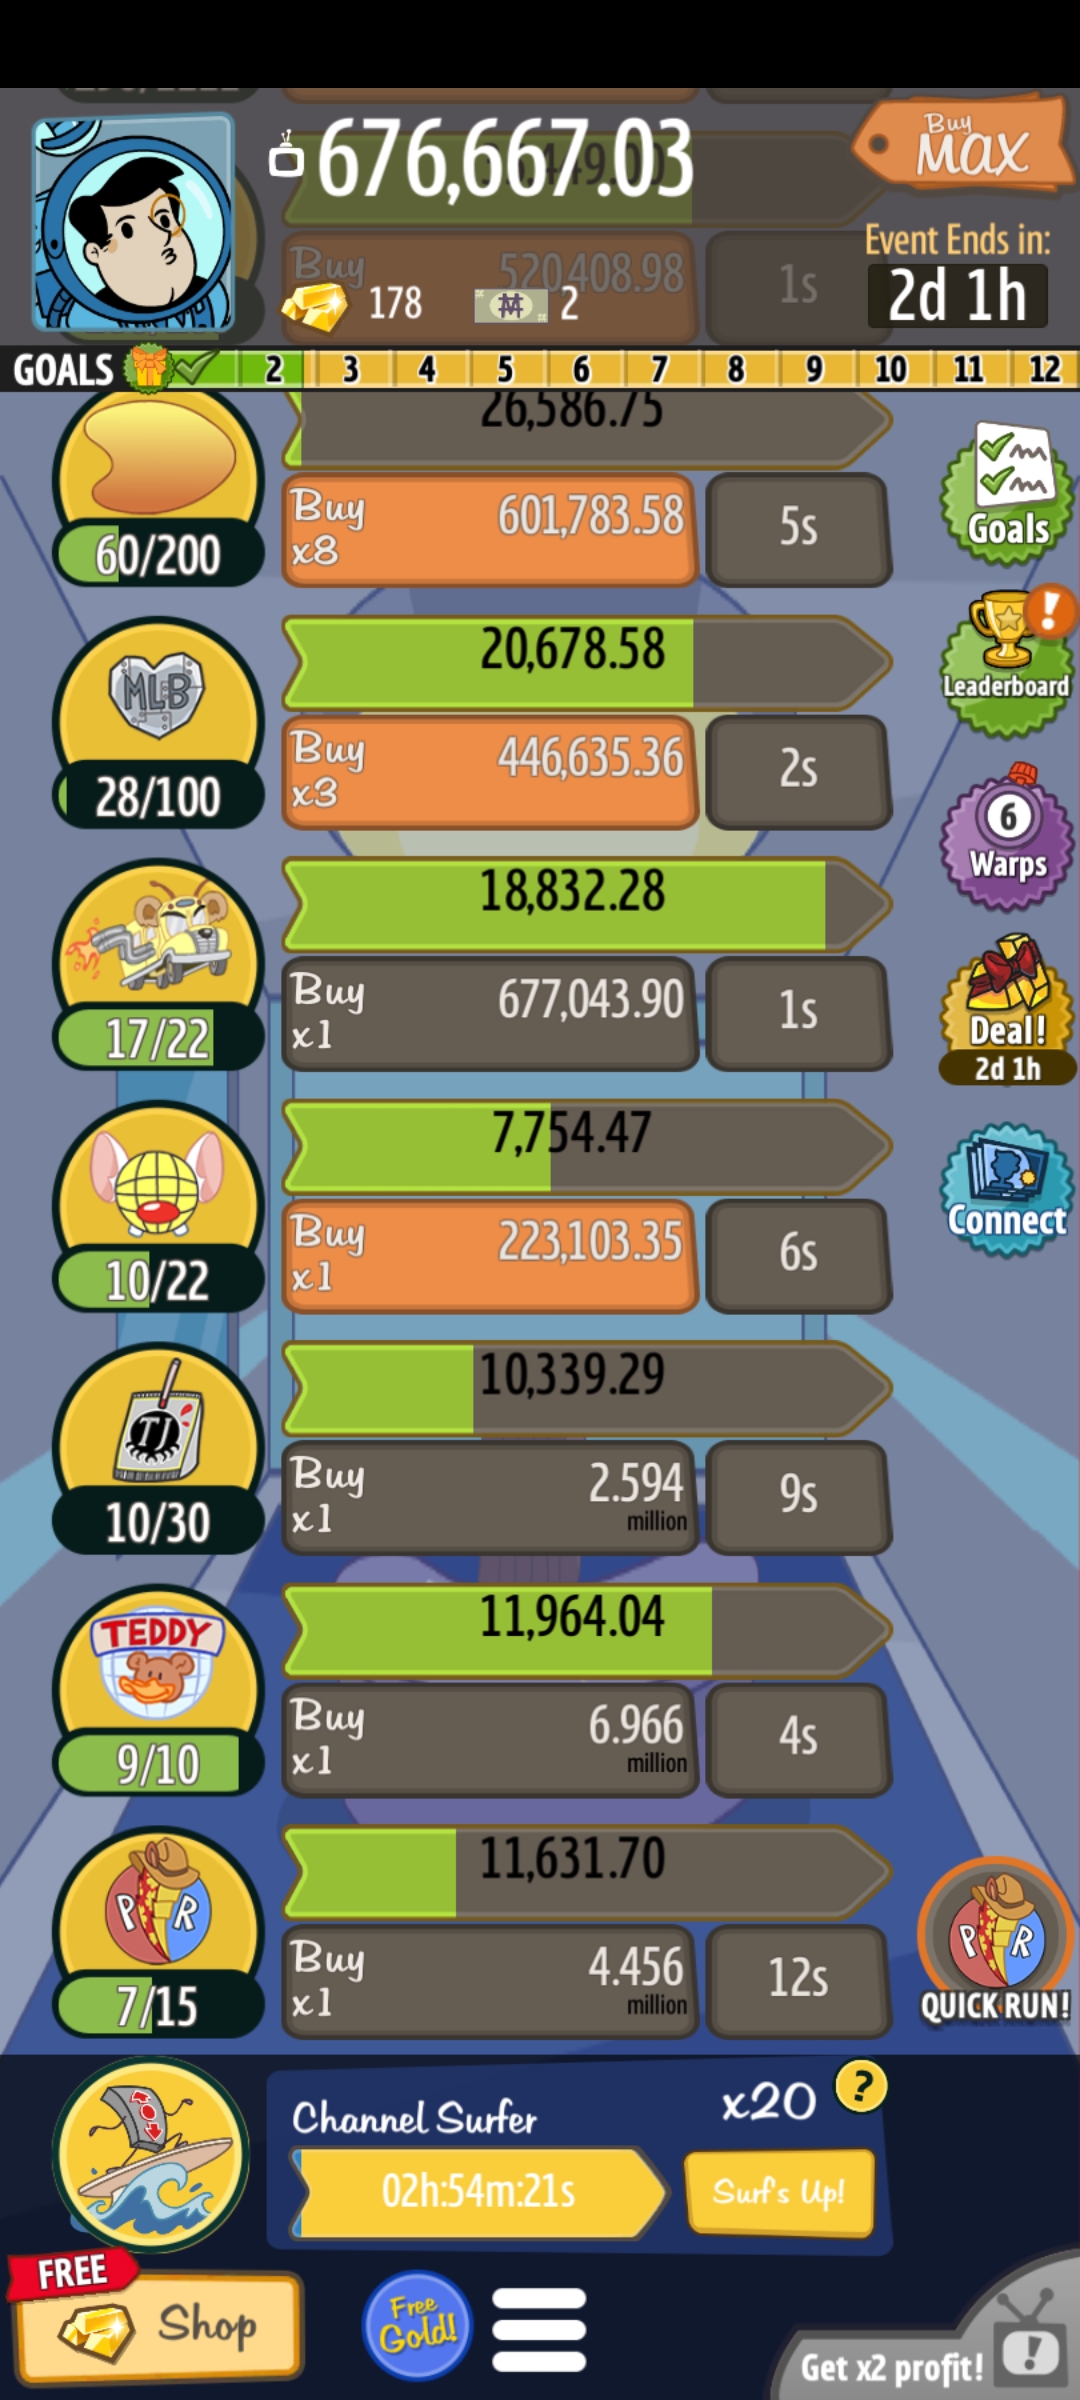 676,667.03
Buy
MAX
Event Ends in:
2d 1h
Buy
520,408.98
1s
178
2
GOALS 2 3 4 5 6 7 8 9 10 11 12
26,586.75
Buy
x8
601,783.58
5s
60/200
Goals
MLB
20,678.58
Buy
x3
446,635.36
2s
28/100
Leaderboard
6
Warps
18,832.28
Buy
x1
677,043.90
1s
17/22
Deal!
2d 1h
7,754.47
Buy
x1
223,103.35
6s
10/22
Connect
TJ
10,339.29
Buy
x1
2.594
million
9s
10/30
TEDDY
11,964.04
Buy
x1
6.966
million
4s
9/10
P R
11,631.70
Buy
x1
4.456
million
12s
7/15
P R
QUICK RUN!
Channel Surfer
x20
?
02h:54m:21s
Surf's Up!
FREE
Shop
Free
Gold!
Get x2 profit!